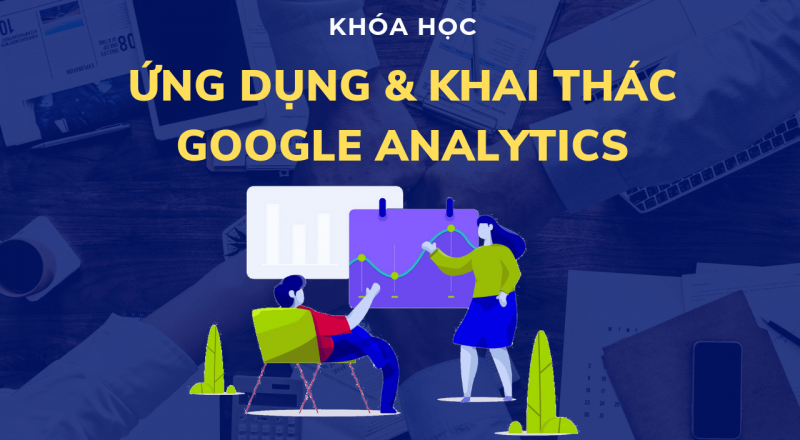 KHÓA HỌC
ỨNG DỤNG & KHAI THÁC
GOOGLE ANALYTICS